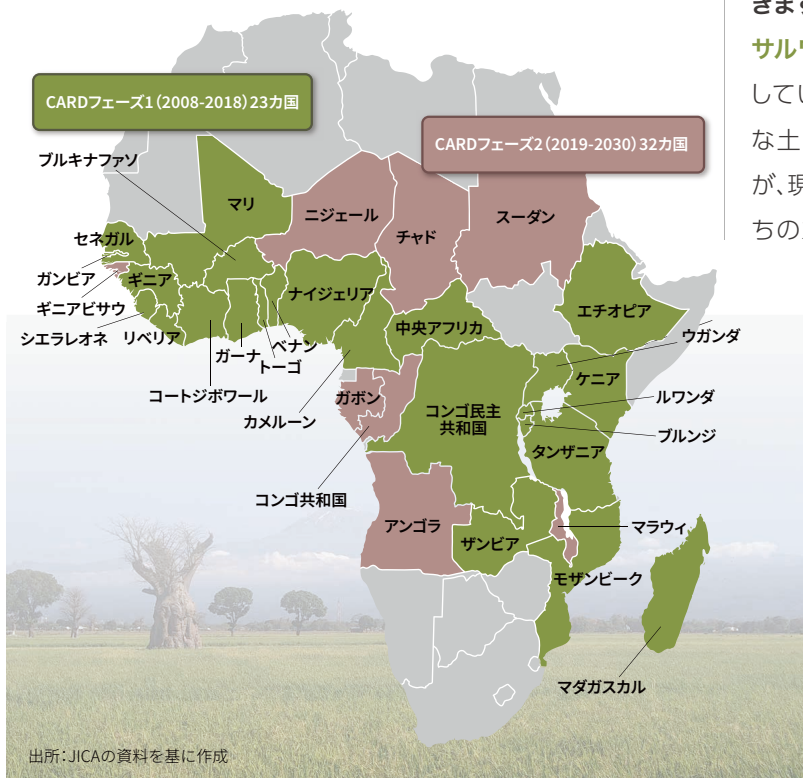 きます
サルワ
してい
な土
が、現
ちの
CARDフェーズ1(2008-2018)23カ国
CARDフェーズ2(2019-2030)32カ国
ブルキナファソ
マリ
ニジェール
チャド
スーダン
セネガル
ガンビア
ギニア
ギニアビサウ
ナイジェリア
エチオピア
シエラレオネ
リベリア
ガーナ
ベナン
トーゴ
中央アフリカ
ウガンダ
コートジボワール
カメルーン
ガボン
コンゴ民主
共和国
ケニア
ルワンダ
ブルンジ
タンザニア
コンゴ共和国
アンゴラ
ザンビア
マラウィ
モザンビーク
マダガスカル
出所:JICAの資料を基に作成